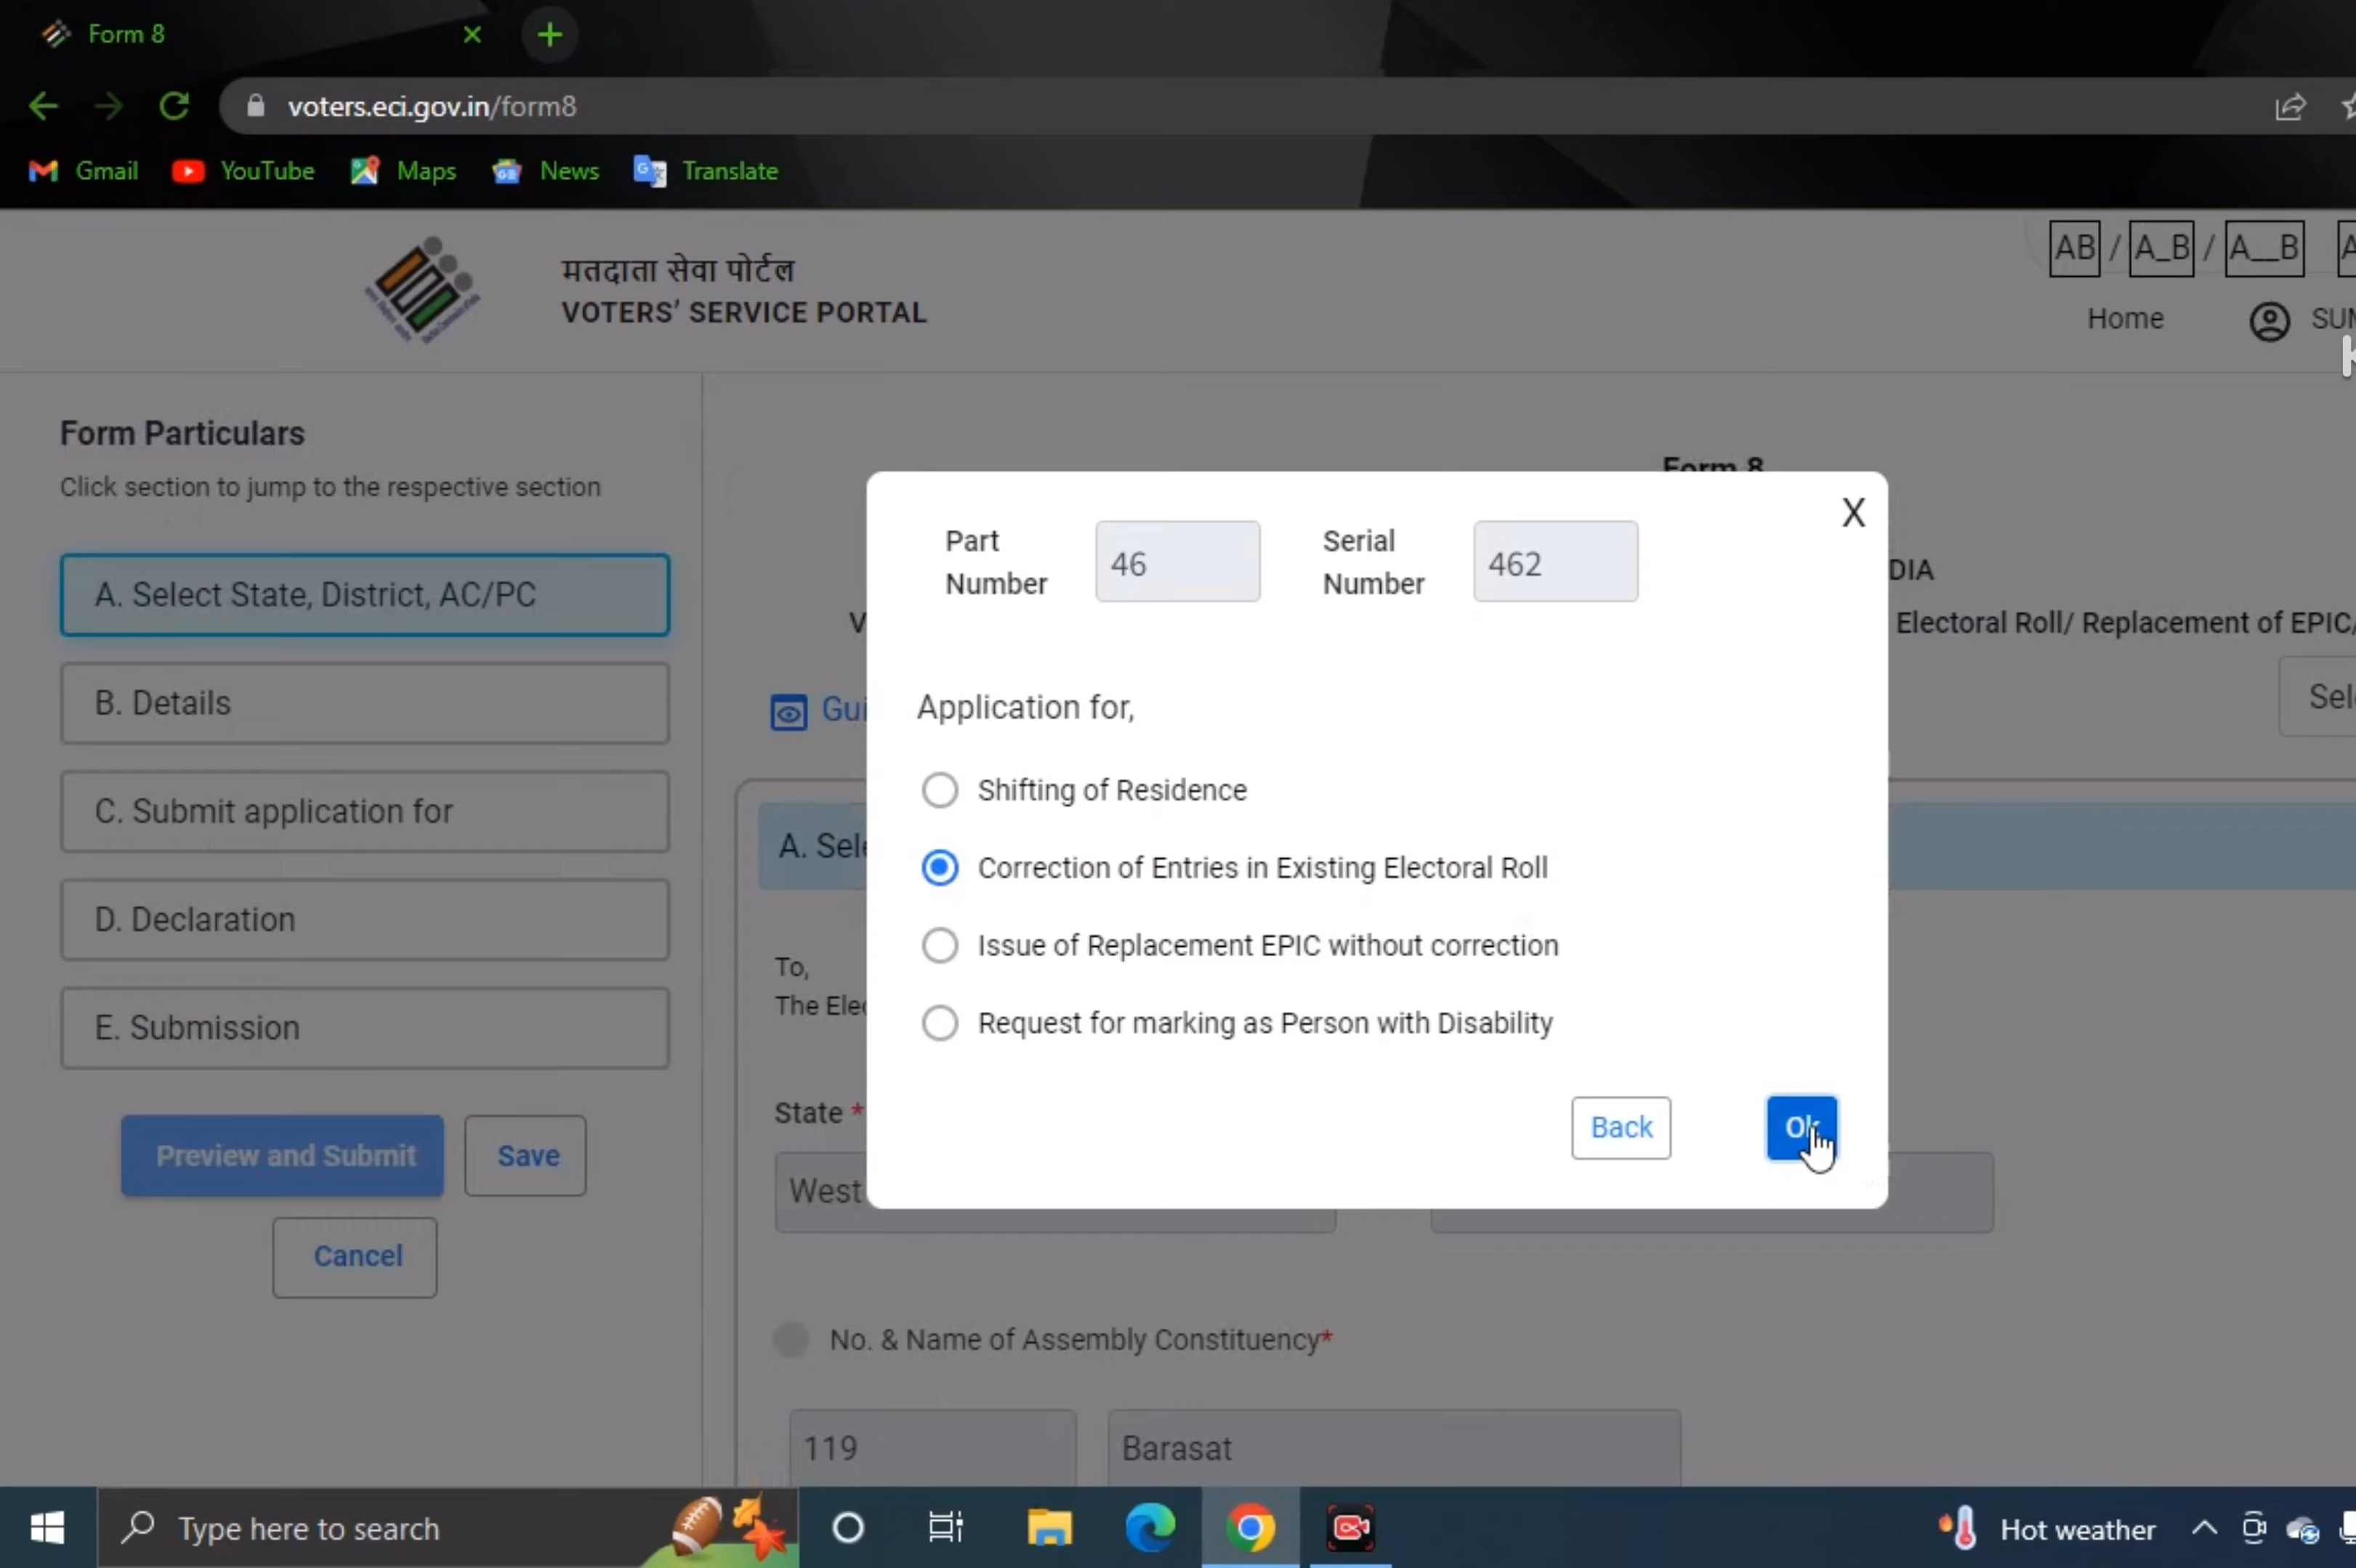 Form 8
voters.eci.gov.in/form8
Gmail YouTube Maps News Translate
AB / A_B / A__B
मतदाता सेवा पोर्टल
VOTERS' SERVICE PORTAL
Home
Form Particulars
Click section to jump to the respective section
A. Select State, District, AC/PC
B. Details
C. Submit application for
D. Declaration
E. Submission
Preview and Submit
Save
Cancel
Form 8
X
Part Number 46
Serial Number 462
Electoral Roll/ Replacement of EPIC/
Application for,
Shifting of Residence
Correction of Entries in Existing Electoral Roll
Issue of Replacement EPIC without correction
Request for marking as Person with Disability
Back
Ok
To,
The
State *
West
No. & Name of Assembly Constituency*
119
Barasat
Type here to search
Hot weather